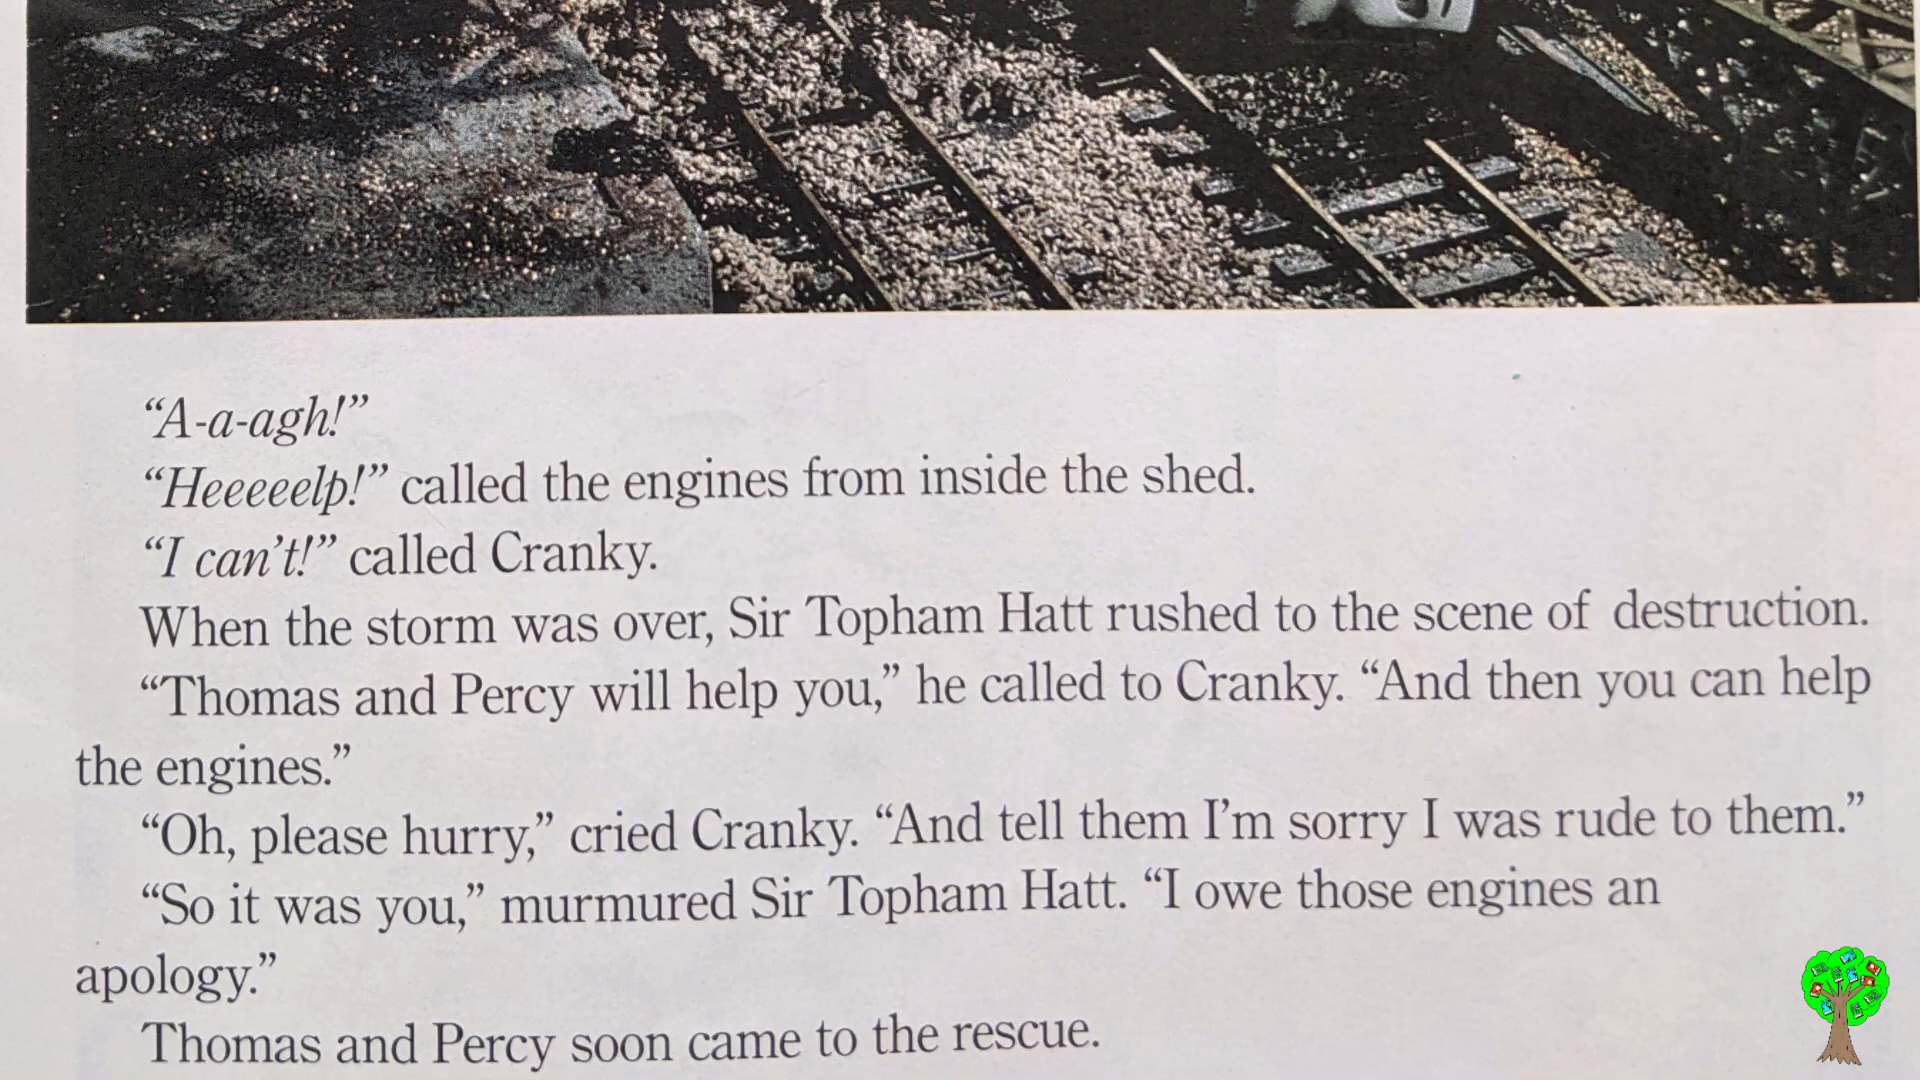 “A-a-agh!”
“Heeeeelp!” called the engines from inside the shed.
“I can’t!” called Cranky.
When the storm was over, Sir Topham Hatt rushed to the scene of destruction.
“Thomas and Percy will help you,” he called to Cranky. “And then you can help
the engines.”
“Oh, please hurry,” cried Cranky. “And tell them I’m sorry I was rude to them.”
“So it was you,” murmured Sir Topham Hatt. “I owe those engines an
apology.”
Thomas and Percy soon came to the rescue.